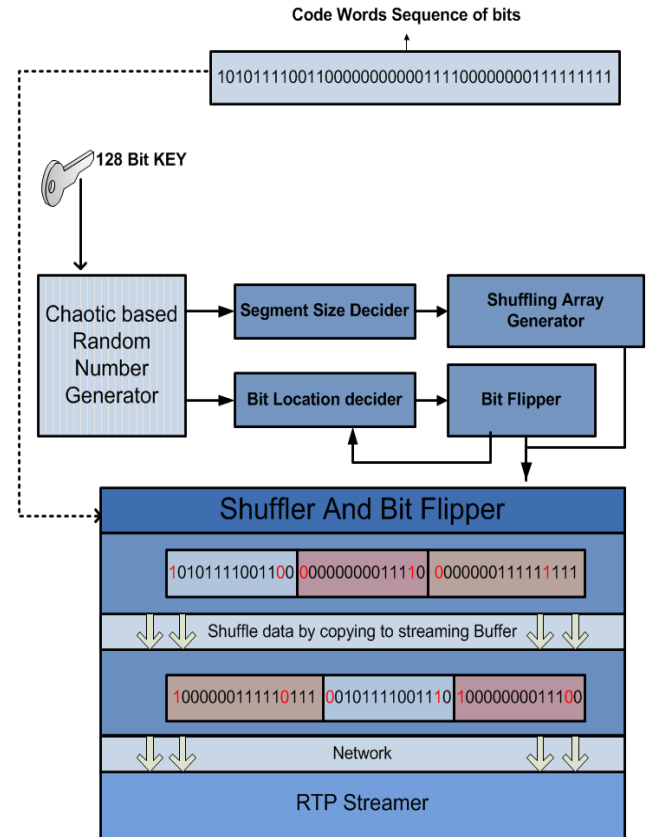 Code Words Sequence of bits
10101111001100000000000111100000000111111111
128 Bit KEY
Chaotic based
Random
Number
Generator
Segment Size Decider
Shuffling Array
Generator
Bit Location decider
Bit Flipper
Shuffler And Bit Flipper
10101111001100 00000000011110 0000000111111111
Shuffle data by copying to streaming Buffer
1000000111110111 00101111001110 10000000011100
Network
RTP Streamer